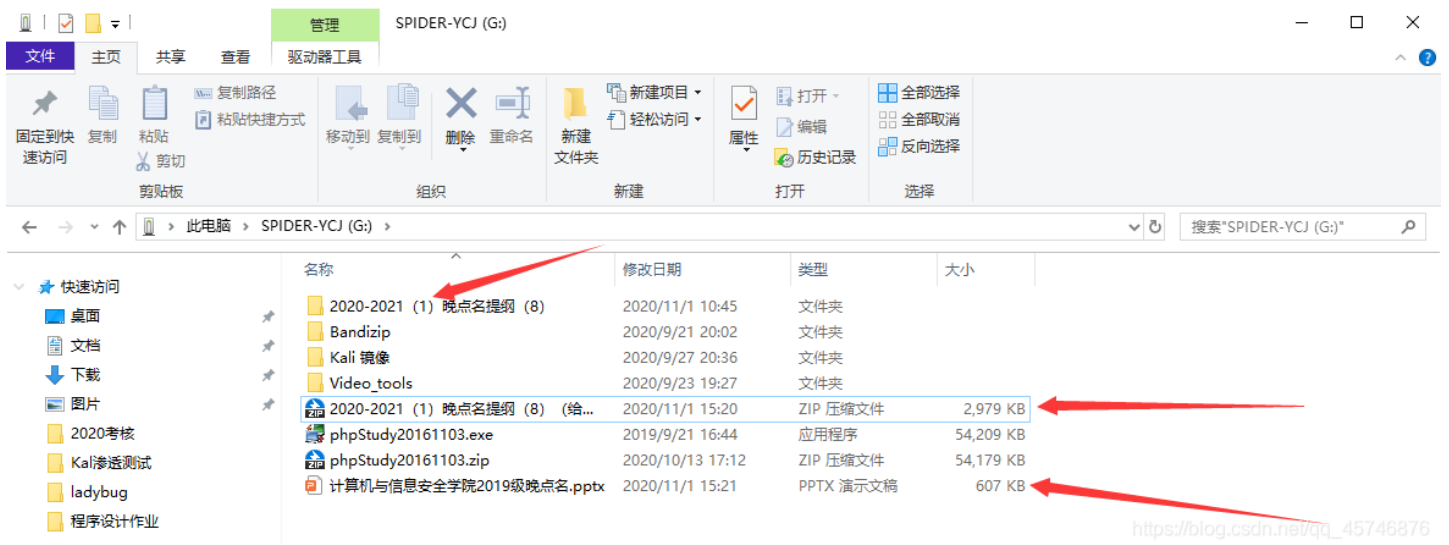 管理 SPIDER-YCJ (G:)
文件 主页 共享 查看 驱动器工具
固定到快速访问
复制
粘贴
复制路径
粘贴快捷方式
剪切
剪贴板
移动到 复制到 删除 重命名
组织
新建文件夹
新建项目
轻松访问
新建
属性
打开
编辑
历史记录
打开
全部选择
全部取消
反向选择
选择
此电脑 > SPIDER-YCJ (G:) >
搜索"SPIDER-YCJ (G:)"
快速访问
桌面
文档
下载
图片
2020考核
Kal渗透测试
ladybug
程序设计作业
名称 修改日期 类型 大小
2020-2021（1）晚点名提纲（8） 2020/11/1 10:45 文件夹
Bandizip 2020/9/21 20:02 文件夹
Kali 镜像 2020/9/27 20:36 文件夹
Video_tools 2020/9/23 19:27 文件夹
ZIP 2020-2021（1）晚点名提纲（8）（给... 2020/11/1 15:20 ZIP 压缩文件 2,979 KB
phpStudy20161103.exe 2019/9/21 16:44 应用程序 54,209 KB
ZIP phpStudy20161103.zip 2020/10/13 17:12 ZIP 压缩文件 54,179 KB
计算机与信息安全学院2019级晚点名.pptx 2020/11/1 15:21 PPTX 演示文稿 607 KB
https://blog.csdn.net/qq_45746876